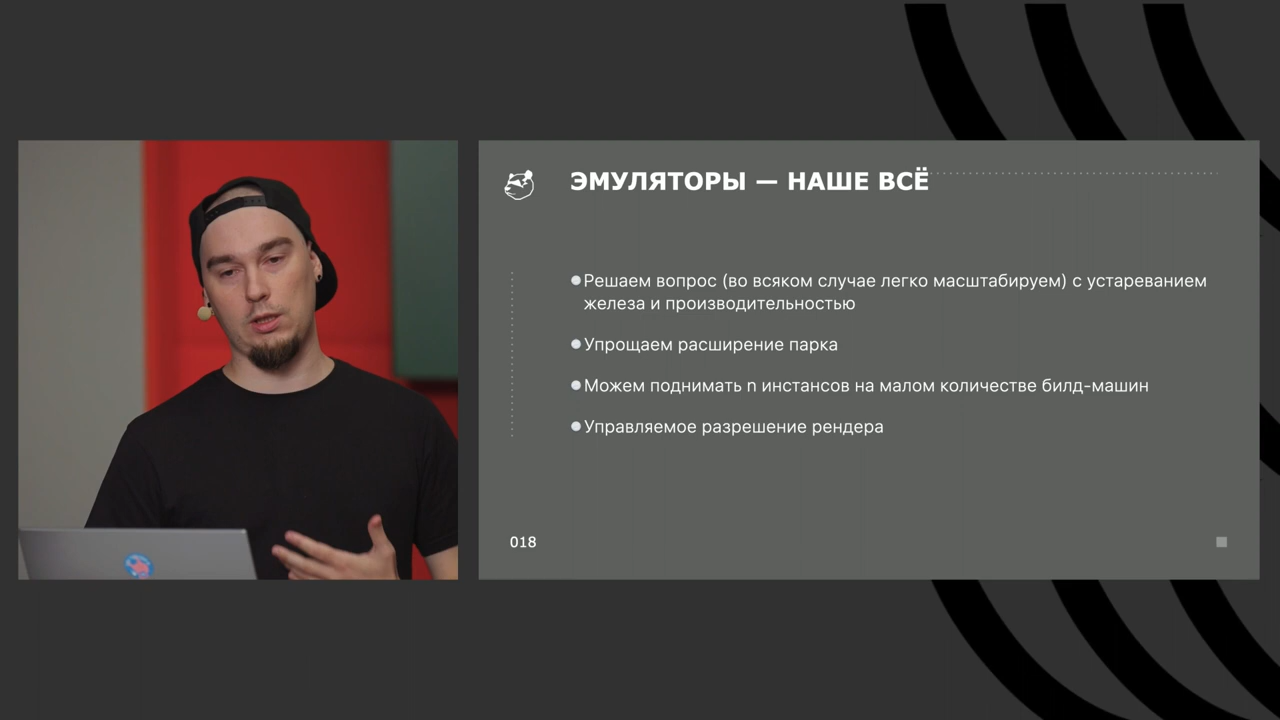 ЭМУЛЯТОРЫ — НАШЕ ВСЁ
Решаем вопрос (во всяком случае легко масштабируем) с устареванием
железа и производительностью
Упрощаем расширение парка
Можем поднимать n инстансов на малом количестве билд-машин
Управляемое разрешение рендера
018